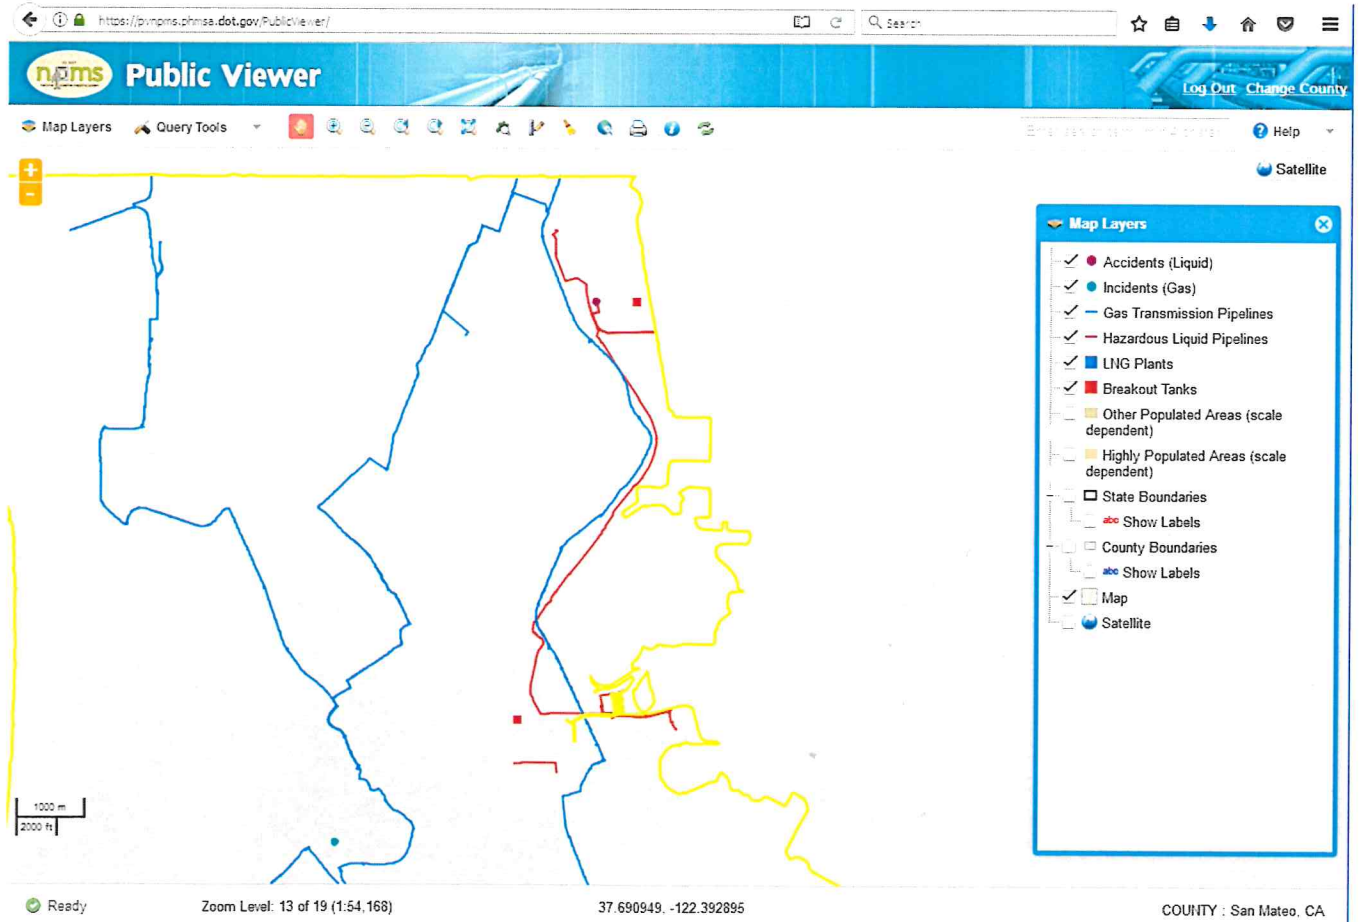 https://pvnpms.phmsa.dot.gov/PublicViewer/
Search
npms Public Viewer
Log Out Change County
Map Layers Query Tools
Help
+
-
Satellite
Map Layers
Accidents (Liquid)
Incidents (Gas)
Gas Transmission Pipelines
Hazardous Liquid Pipelines
LNG Plants
Breakout Tanks
Other Populated Areas (scale
dependent)
Highly Populated Areas (scale
dependent)
State Boundaries
abc Show Labels
County Boundaries
abc Show Labels
Map
Satellite
1000 m
2000 ft
Ready Zoom Level: 13 of 19 (1:54,168) 37.690949, -122.392895 COUNTY : San Mateo, CA